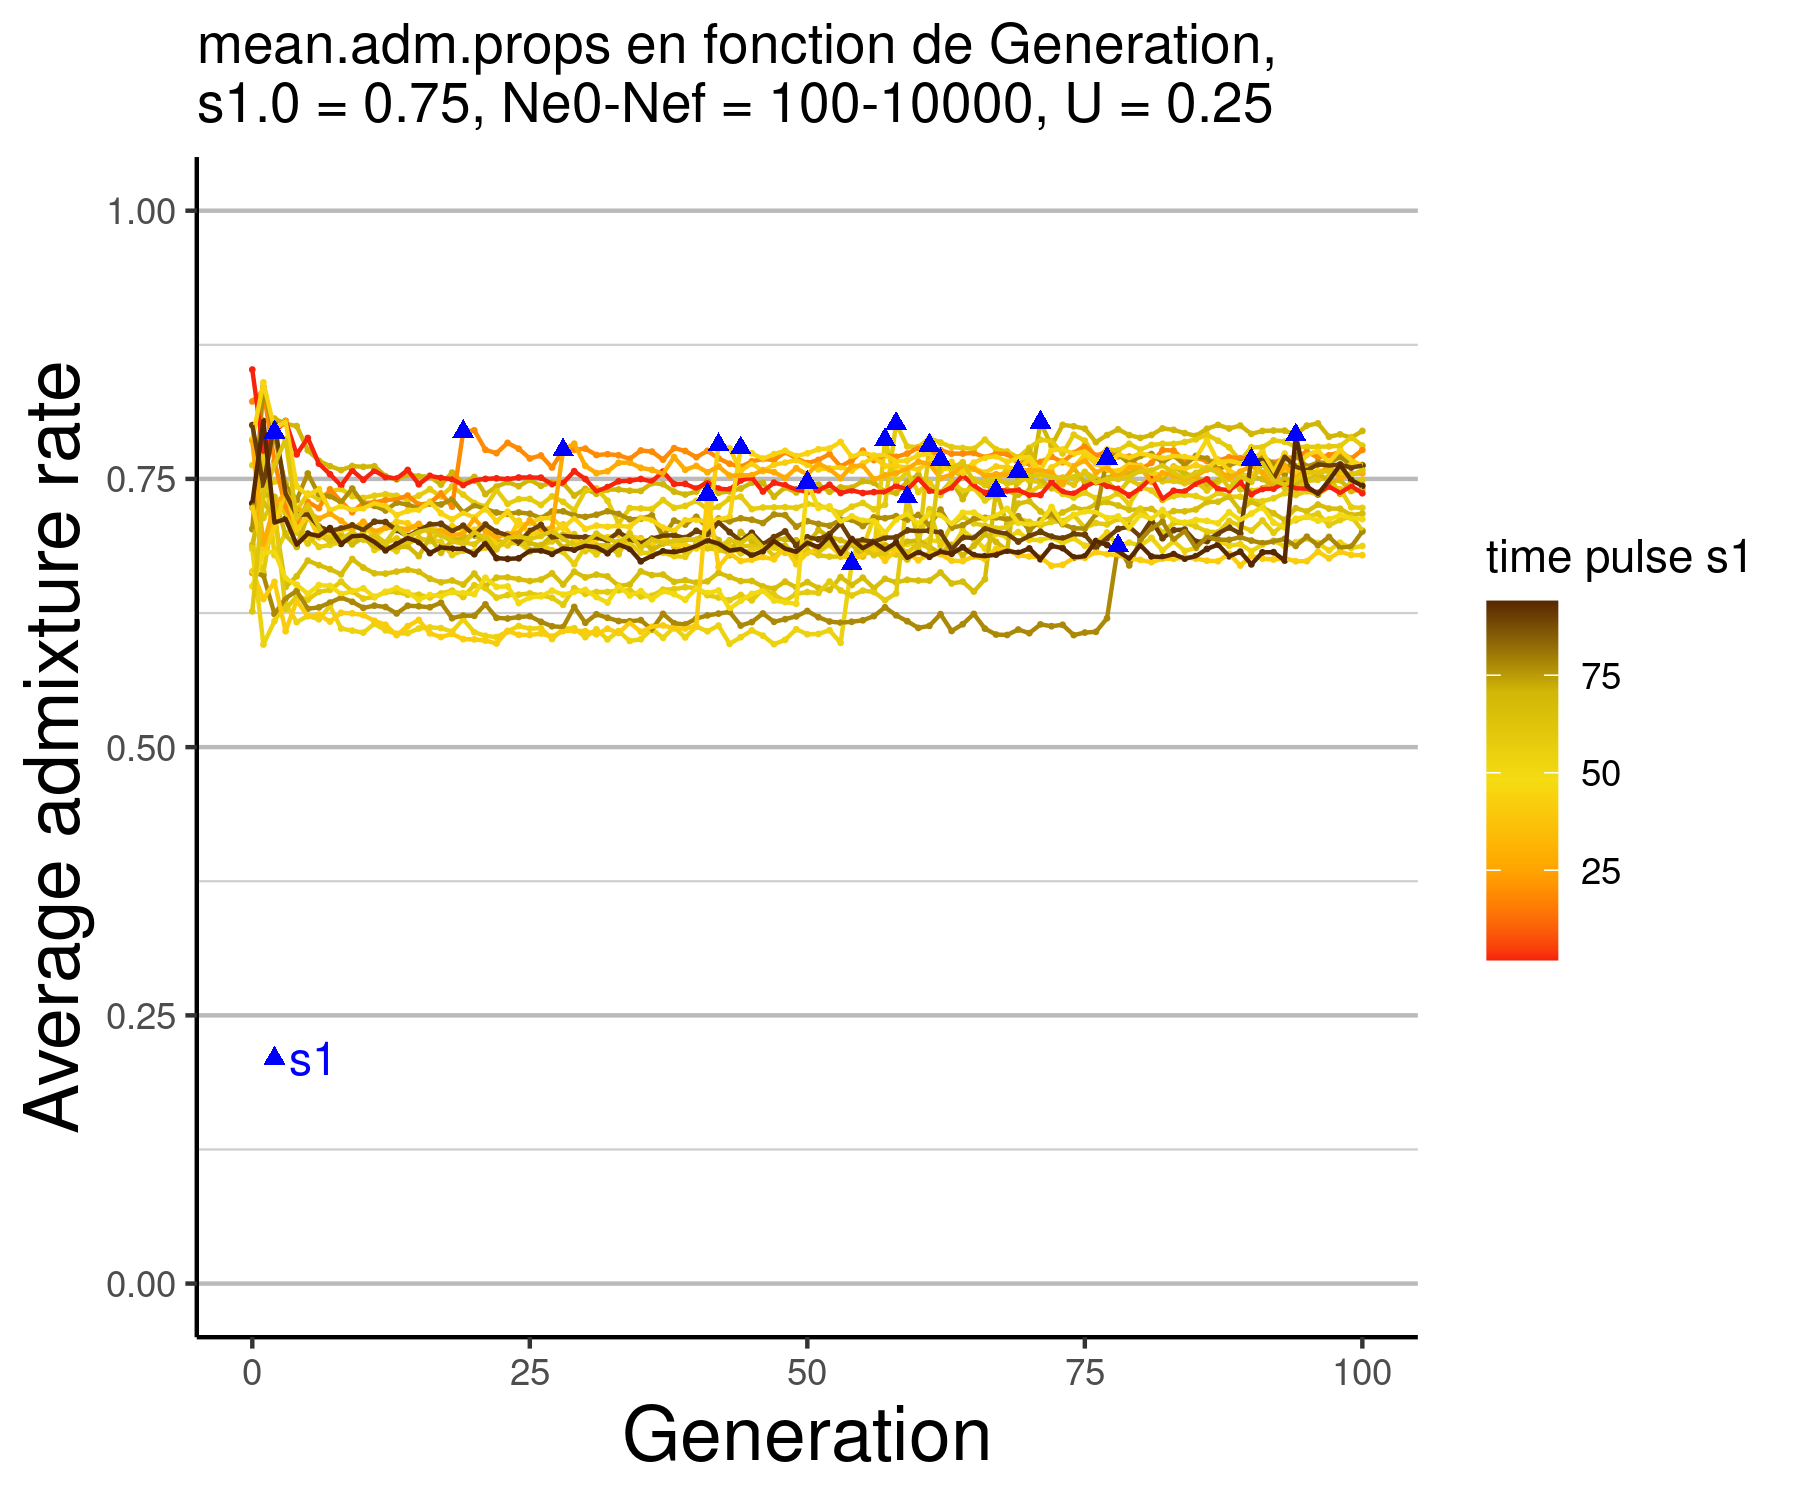 mean.adm.props en fonction de Generation,
s1.0 = 0.75, Ne0-Nef = 100-10000, U = 0.25
Average admixture rate
1.00
0.75
0.50
0.25
0.00
s1
0
25
50
75
100
Generation
time pulse s1
75
50
25